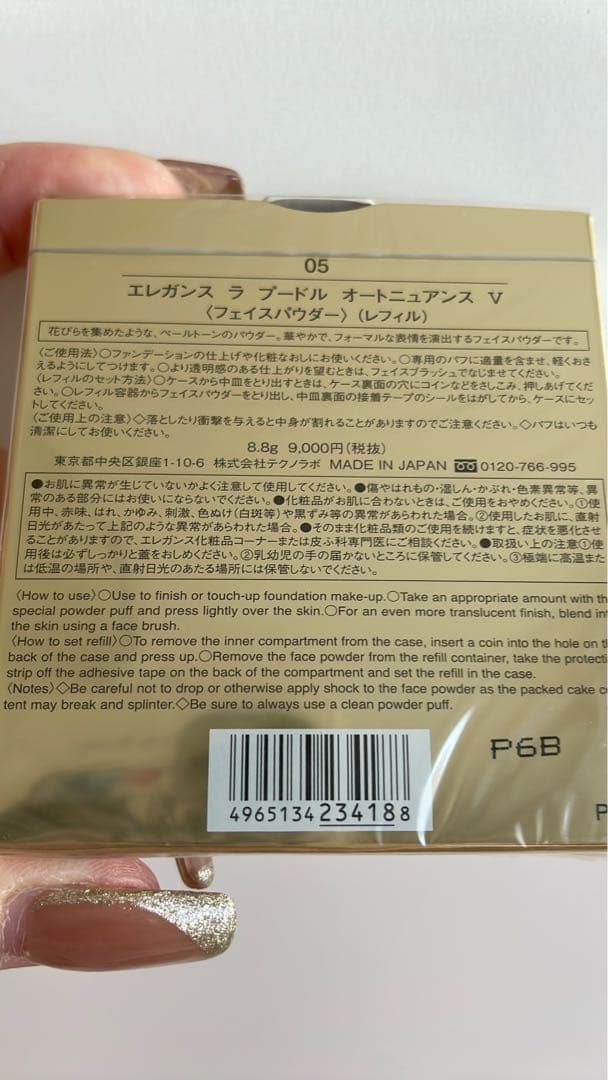 05
エレガンス ラ プードル オートニュアンス Ⅴ
〈フェイスパウダー〉(レフィル)
花びらを集めたような、ペールトーンのパウダー。華やかで、フォーマルな表情を演出するフェイスパウダーです。
〈ご使用法〉○ファンデーションの仕上げや化粧なおしにお使いください。○専用のパフに適量を含ませ、軽くおさ
えるようにしてつけます。○より透明感のある仕上がりを望むときは、フェイスブラッシュでなじませてください。
〈レフィルのセット方法〉○ケースから中皿をとり出すときは、ケース裏面の穴にコインなどをさしこみ、押しあげてくだ
さい。○レフィル容器からフェイスパウダーをとり出し、中皿裏面の接着テープのシールをはがしてから、ケースにセッ
トしてください。
〈ご使用上の注意〉◇落としたり衝撃を与えると中身が割れることがありますのでご注意ください。◇パフはいつも
清潔にしてお使いください。
8.8g 9,000円(税抜)
東京都中央区銀座1-10-6 株式会社テクノラボ MADE IN JAPAN 0120-766-995
●お肌に異常が生じていないかよく注意して使用してください。●傷やはれもの・湿しん・かぶれ・色素異常等、異
常のある部分にはお使いにならないでください。●化粧品がお肌に合わないときは、ご使用をおやめください。①使
用中、赤味、はれ、かゆみ、刺激、色ぬけ(白斑等)や黒ずみ等の異常があらわれた場合。②使用したお肌に、直射
日光があたって上記のような異常があらわれた場合。●そのまま化粧品類のご使用を続けますと、症状を悪化させ
ることがありますので、エレガンス化粧品コーナーまたは皮ふ科専門医にご相談ください。●取扱い上の注意①使
用後は必ずしっかりと蓋をおしめください。②乳幼児の手の届かないところに保管してください。③極端に高温また
は低温の場所や、直射日光のあたる場所には保管しないでください。
〈How to use〉○Use to finish or touch-up foundation make-up.○Take an appropriate amount with th
special powder puff and press lightly over the skin.○For an even more translucent finish, blend in
the skin using a face brush.
〈How to set refill〉○To remove the inner compartment from the case, insert a coin into the hole on t
back of the case and press up.○Remove the face powder from the refill container, take the protecti
strip off the adhesive tape on the back of the compartment and set the refill in the case.
〈Notes〉◇Be careful not to drop or otherwise apply shock to the face powder as the packed cake c
tent may break and splinter.◇Be sure to always use a clean powder puff.
P6B
P
4965134234188